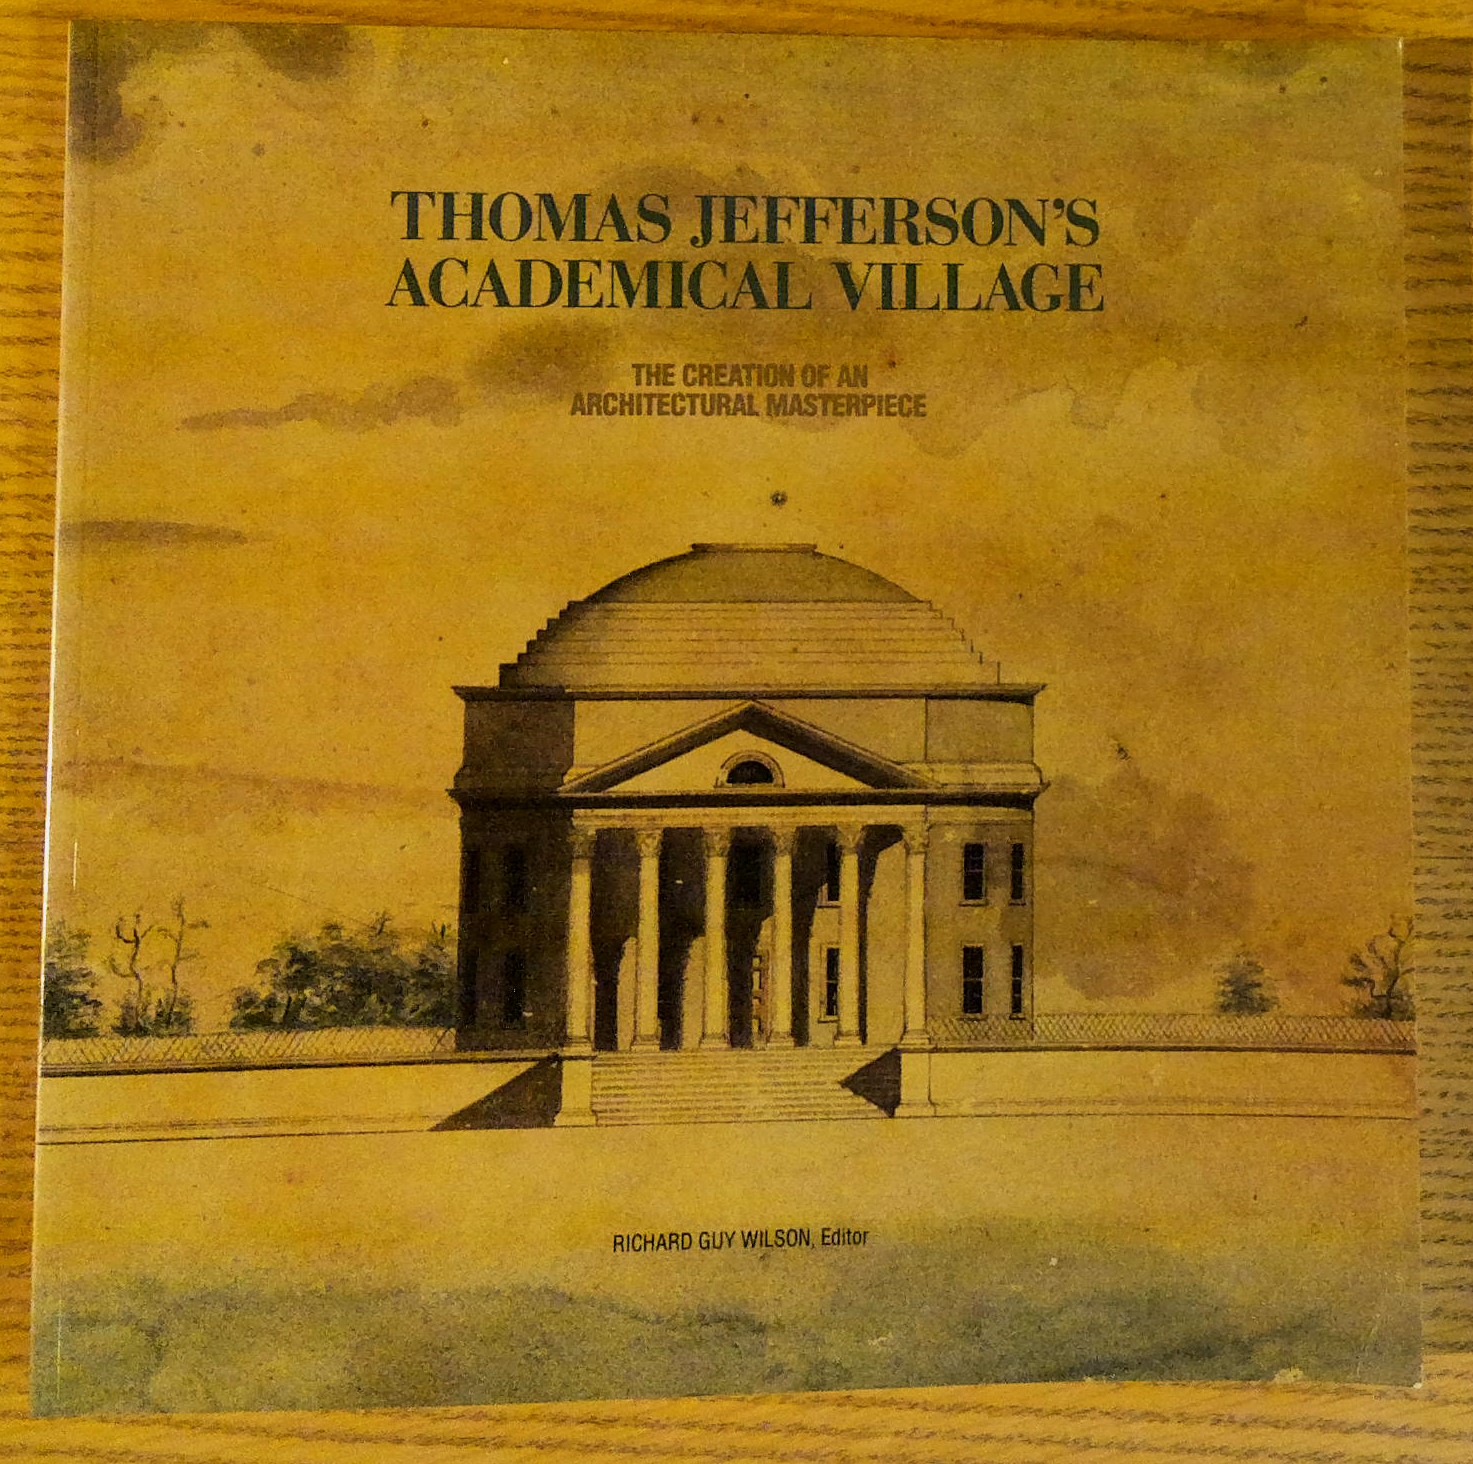 THOMAS JEFFERSON'S
ACADEMICAL VILLAGE
THE CREATION OF AN
ARCHITECTURAL MASTERPIECE
RICHARD GUY WILSON, Editor